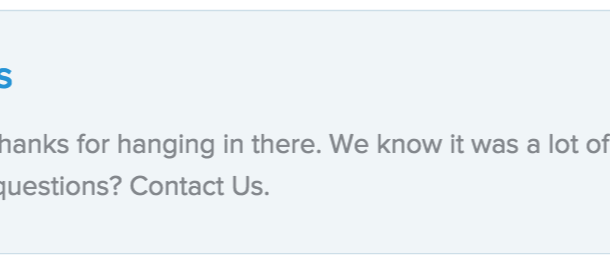 s
hanks for hanging in there. We know it was a lot of
questions? Contact Us.